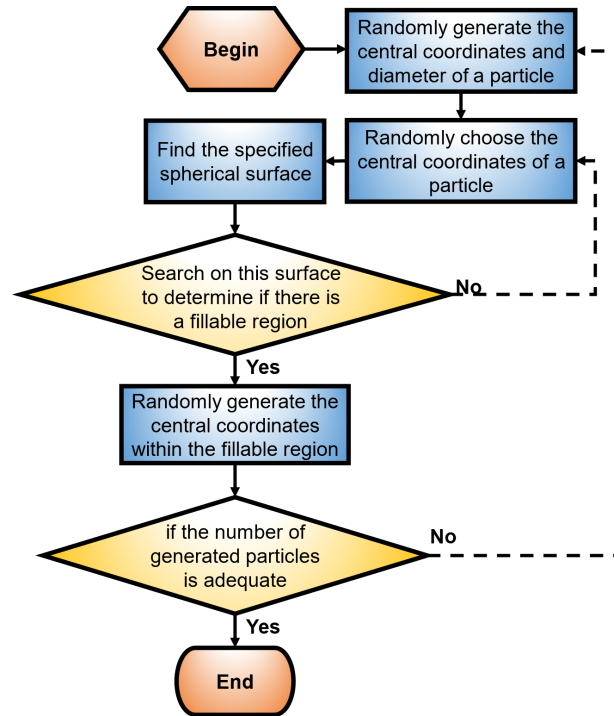 Begin
Randomly generate the
central coordinates and
diameter of a particle
Randomly choose the
central coordinates of a
particle
Find the specified
spherical surface
Search on this surface
to determine if there is
a fillable region
No
Yes
Randomly generate the
central coordinates
within the fillable region
if the number of
generated particles
is adequate
No
Yes
End